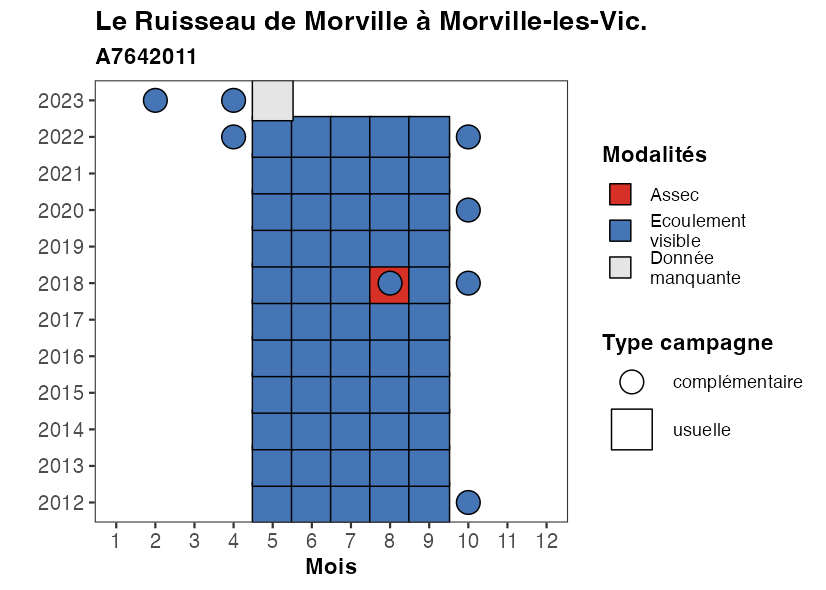 Le Ruisseau de Morville à Morville-les-Vic.
A7642011
2023
2022
2021
2020
2019
2018
2017
2016
2015
2014
2013
2012
1 2 3 4 5 6 7 8 9 10 11 12
Mois
Modalités
Assec
Ecoulement
visible
Donnée
manquante
Type campagne
complémentaire
usuelle